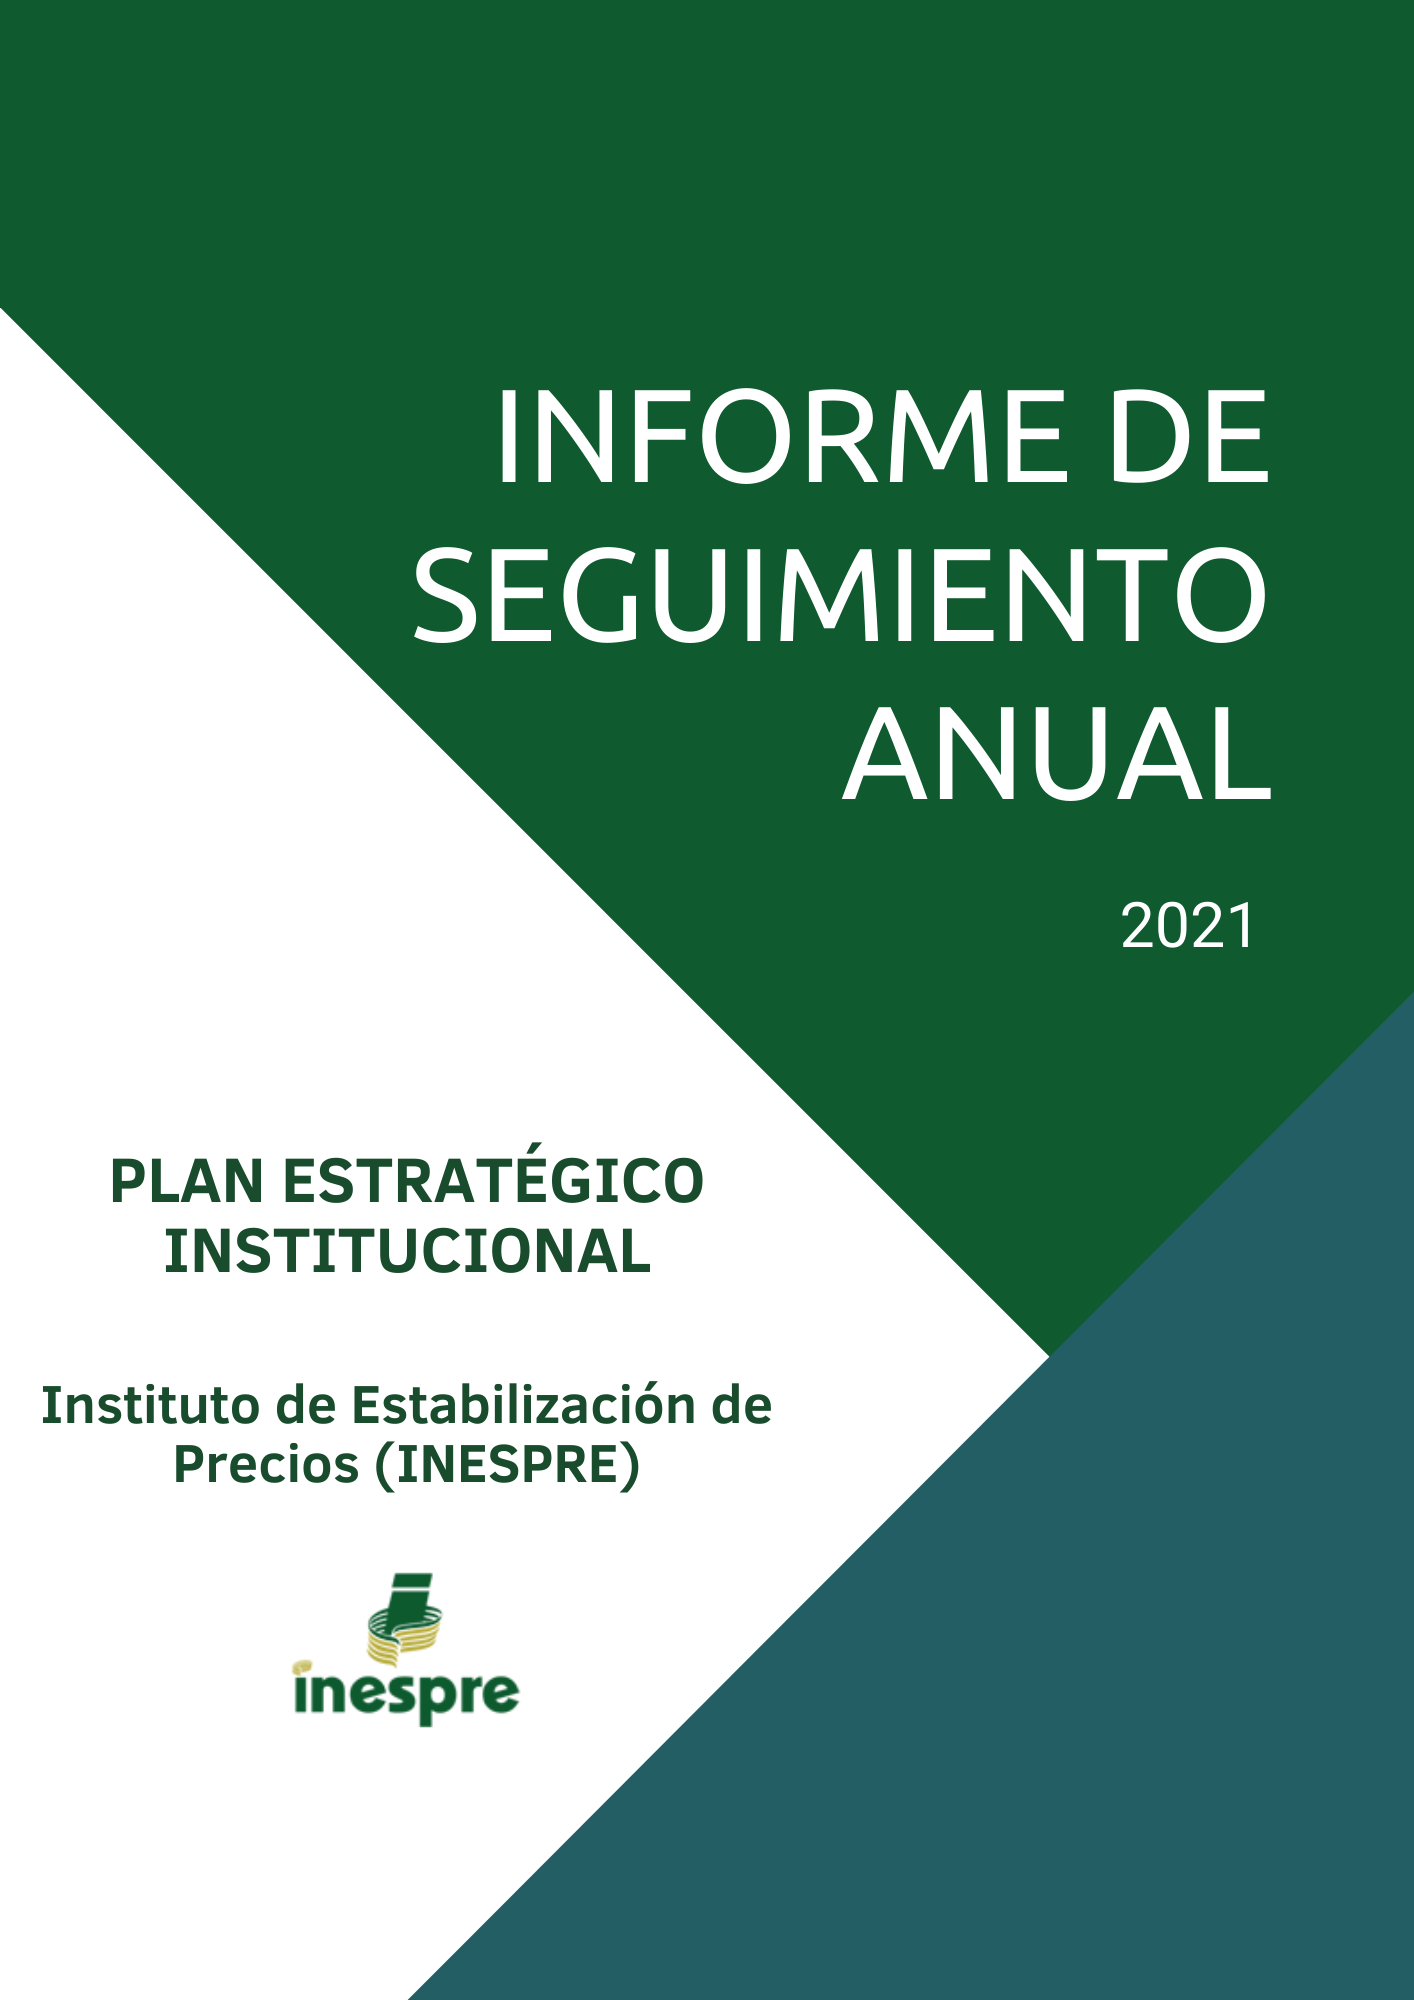 INFORME DE
SEGUIMIENTO
ANUAL
2021
PLAN ESTRATÉGICO
INSTITUCIONAL
Instituto de Estabilización de
Precios (INESPRE)
inespre